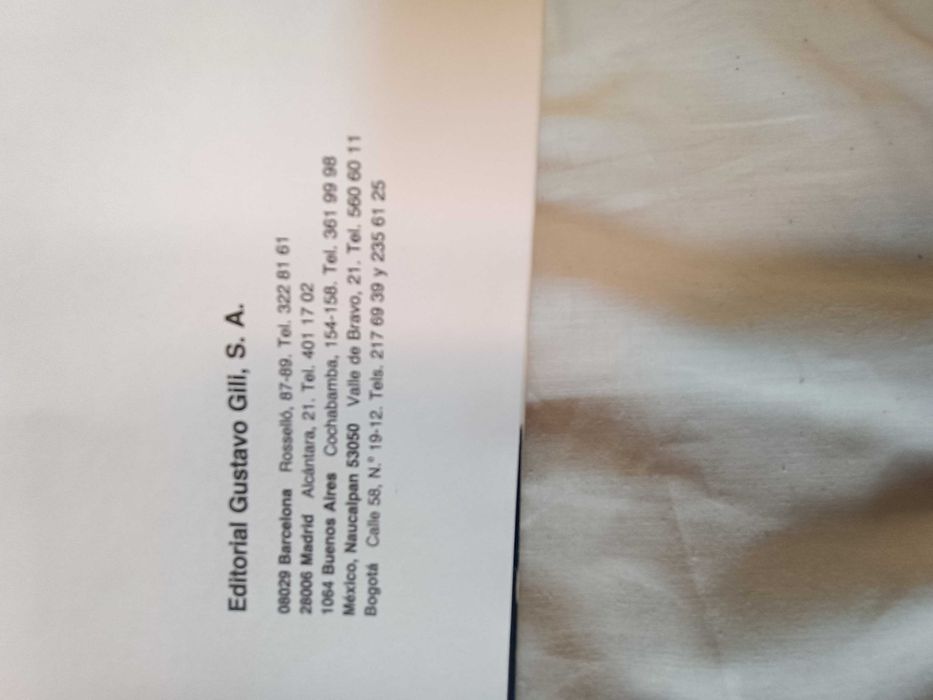 Editorial Gustavo Gili, S. A.
08029 Barcelona Rosselló, 87-89. Tel. 322 81 61
28006 Madrid Alcántara, 21. Tel. 401 17 02
1064 Buenos Aires Cochabamba, 154-158. Tel. 361 99 98
México, Naucalpan 53050 Valle de Bravo, 21. Tel. 560 60 11
Bogotá Calle 58, N.° 19-12. Tels. 217 69 39 y 235 61 25